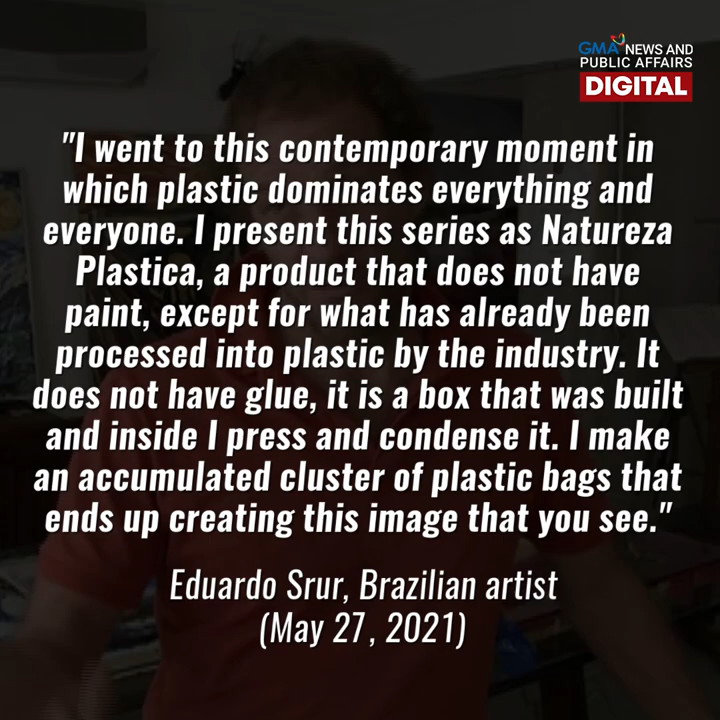 GMA NEWS AND
PUBLIC AFFAIRS
DIGITAL
"I went to this contemporary moment in
which plastic dominates everything and
everyone. I present this series as Natureza
Plastica, a product that does not have
paint, except for what has already been
processed into plastic by the industry. It
does not have glue, it is a box that was built
and inside I press and condense it. I make
an accumulated cluster of plastic bags that
ends up creating this image that you see."
Eduardo Srur, Brazilian artist
(May 27, 2021)